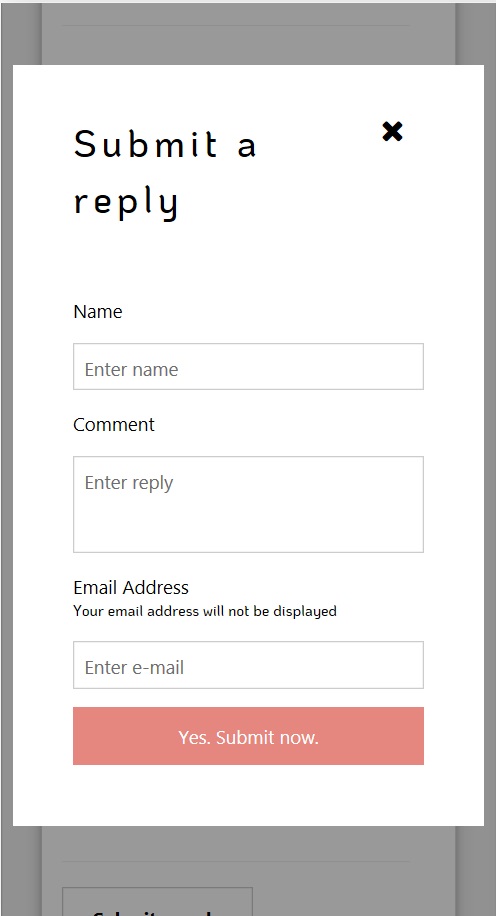 Submit a
reply
Name
Enter name
Comment
Enter reply
Email Address
Your email address will not be displayed
Enter e-mail
Yes. Submit now.